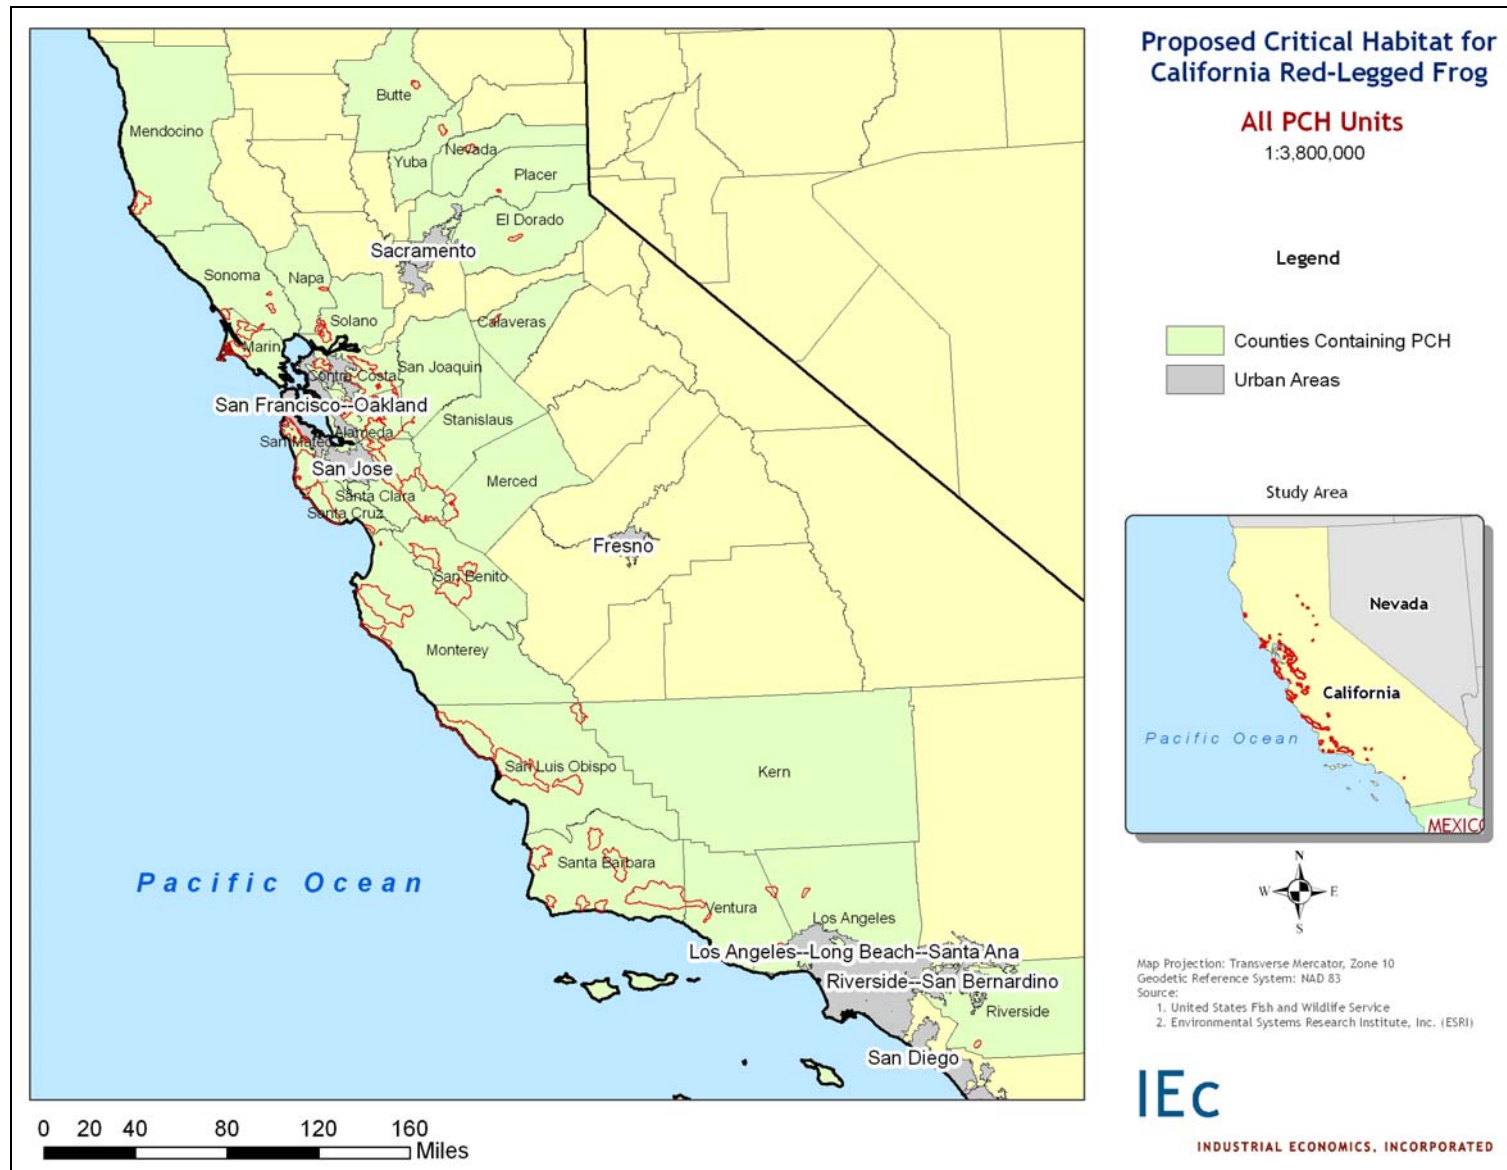 Proposed Critical Habitat for
California Red-Legged Frog
All PCH Units
1:3,800,000
Legend
Counties Containing PCH
Urban Areas
Butte
Mendocino
Yuba
Nevada
Placer
El Dorado
Sacramento
Sonoma
Napa
Solano
Calaveras
Marin
San Joaquin
Contra Costa
San Francisco--Oakland
Stanislaus
Alameda
San Mateo
San Jose
Merced
Santa Clara
Santa Cruz
Fresno
San Benito
Monterey
San Luis Obispo
Kern
Santa Barbara
Pacific Ocean
Ventura
Los Angeles
Los Angeles--Long Beach--Santa Ana
Riverside--San Bernardino
Riverside
San Diego
0 20 40 80 120 160
Miles
Study Area
Nevada
California
Pacific Ocean
MEXICO
N
W E
S
Map Projection: Transverse Mercator, Zone 10
Geodetic Reference System: NAD 83
Source:
1. United States Fish and Wildlife Service
2. Environmental Systems Research Institute, Inc. (ESRI)
IEc
INDUSTRIAL ECONOMICS, INCORPORATED